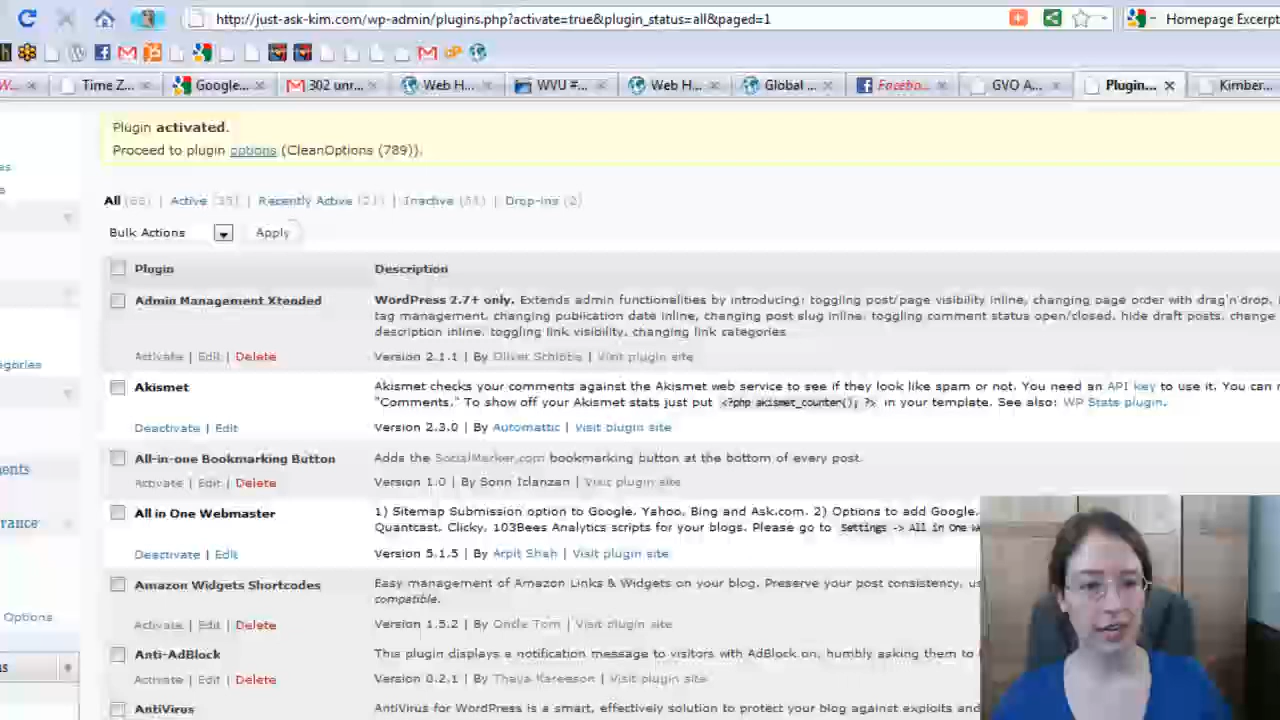 http://just-ask-kim.com/wp-admin/plugins.php?activate=true&plugin_status=all&paged=1
Homepage Excerpt
Time Z... Google... 302 unr... Web H... WVU #... Web H... Global ... Facebo... GVO A... Plugin... Kimber...
Plugin activated.
Proceed to plugin options (CleanOptions (789)).
All | Active | Recently Active | Inactive | Drop-ins (2)
Bulk Actions Apply
Plugin Description
Admin Management Xtended WordPress 2.7+ only. Extends admin functionalities by introducing: toggling post/page visibility inline, changing page order with drag'n'drop,
tag management, changing publication date inline, changing post slug inline, toggling comment status open/closed, hide draft posts, change
description inline, toggling link visibility, changing link categories
Activate | Edit | Delete Version 2.1.1 | By Oliver | Visit plugin site
Akismet Akismet checks your comments against the Akismet web service to see if they look like spam or not. You need an API key to use it. You can
"Comments." To show off your Akismet stats just put <?php akismet_counter(); ?> in your template. See also: WP Stats plugin.
Deactivate | Edit Version 2.3.0 | By Automattic | Visit plugin site
All-in-one Bookmarking Button Adds the SocialMarker.com bookmarking button at the bottom of every post.
Activate | Edit | Delete Version 1.0 | By | Visit plugin site
All in One Webmaster 1) Sitemap Submission option to Google, Yahoo, Bing and Ask.com. 2) Options to add Google,
Quantcast, Clicky, 103Bees Analytics scripts for your blogs. Please go to Settings -> All in One
Deactivate | Edit Version 5.1.5 | By Arpit Shah | Visit plugin site
Amazon Widgets Shortcodes Easy management of Amazon Links & Widgets on your blog. Preserve your post consistency,
compatible.
Activate | Edit | Delete Version 1.5.2 | By Oncle Tom | Visit plugin site
Anti-AdBlock This plugin displays a notification message to visitors with AdBlock on, humbly asking them to
Activate | Edit | Delete Version 0.2.1 | By Thaya Kareeson | Visit plugin site
AntiVirus AntiVirus for WordPress is a smart, effectively solution to protect your blog against exploits and
egories
ments
rance
Options